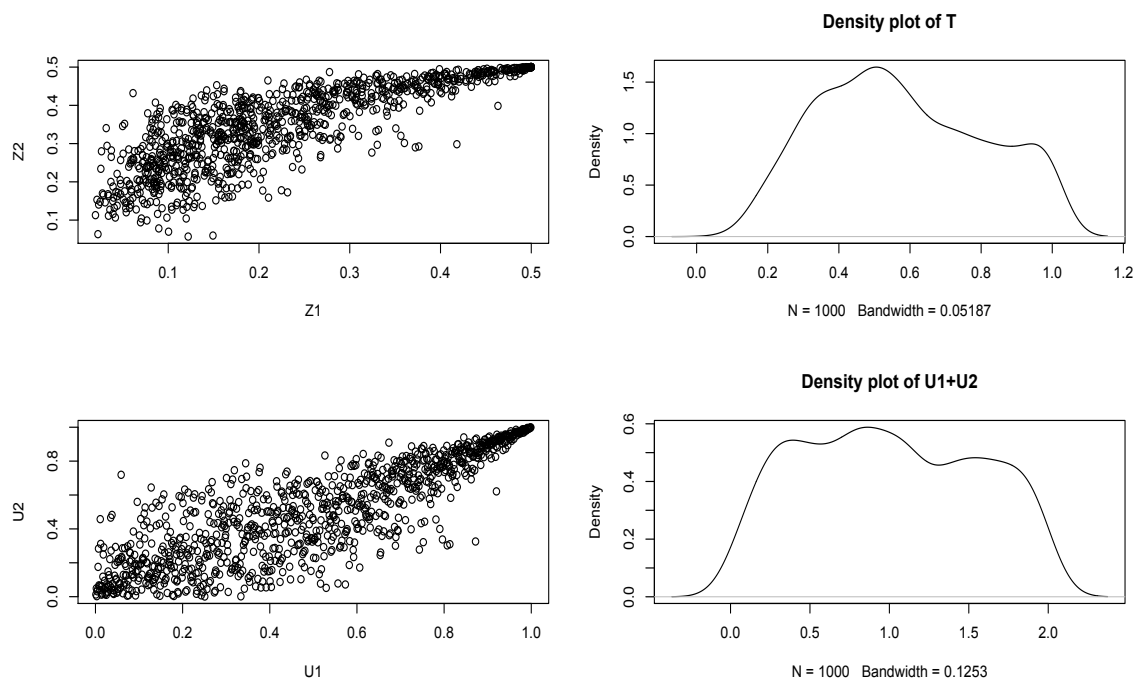 Z2
0.1 0.2 0.3 0.4 0.5
0.1 0.2 0.3 0.4 0.5
Z1
Density plot of T
Density
0.0 0.5 1.0 1.5
0.0 0.2 0.4 0.6 0.8 1.0 1.2
N = 1000 Bandwidth = 0.05187
U2
0.0 0.4 0.8
0.0 0.2 0.4 0.6 0.8 1.0
U1
Density plot of U1+U2
Density
0.0 0.2 0.4 0.6
0.0 0.5 1.0 1.5 2.0
N = 1000 Bandwidth = 0.1253